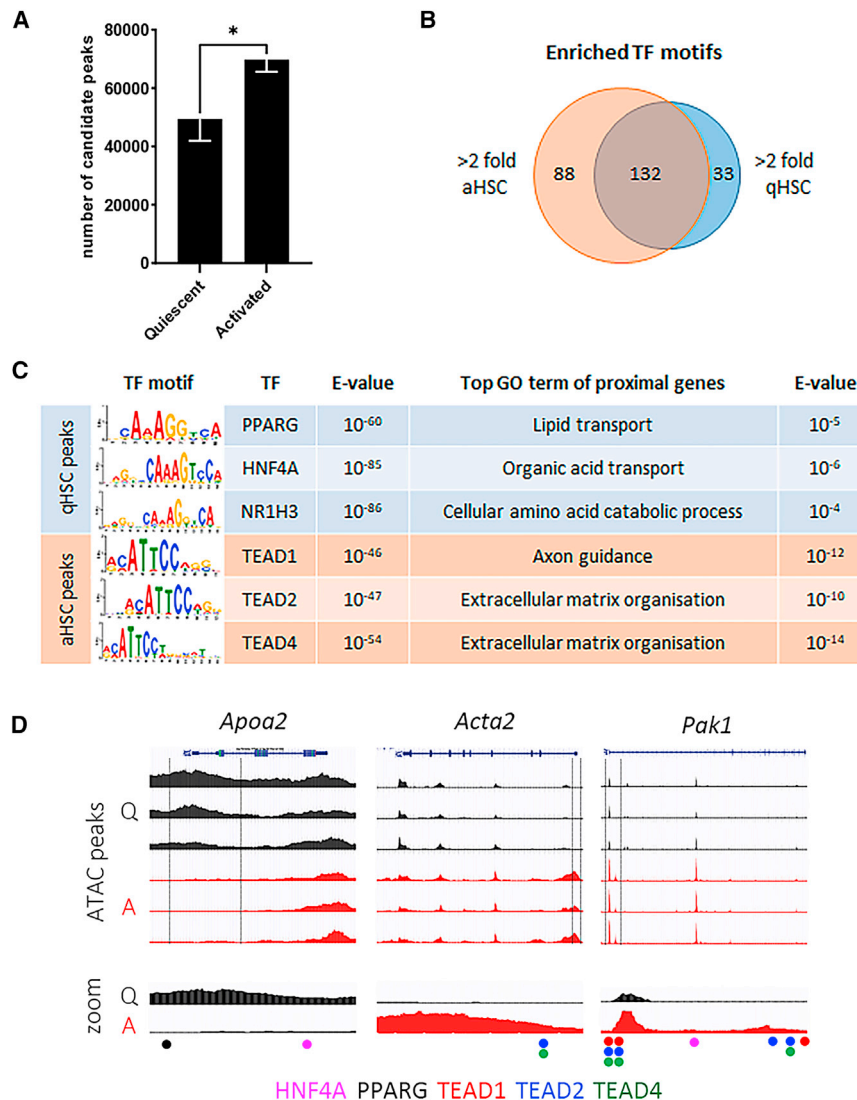 A
80000
60000
40000
20000
0
number of candidate peaks
*
Quiescent
Activated
B
Enriched TF motifs
>2 fold
aHSC
88
132
33
>2 fold
qHSC
C
TF motif TF E-value Top GO term of proximal genes E-value
qHSC peaks
PPARG 10-60 Lipid transport 10-5
HNF4A 10-85 Organic acid transport 10-6
NR1H3 10-86 Cellular amino acid catabolic process 10-4
aHSC peaks
TEAD1 10-46 Axon guidance 10-12
TEAD2 10-47 Extracellular matrix organisation 10-10
TEAD4 10-54 Extracellular matrix organisation 10-14
D
Apoa2 Acta2 Pak1
ATAC peaks
Q
A
zoom
Q
A
HNF4A PPARG TEAD1 TEAD2 TEAD4